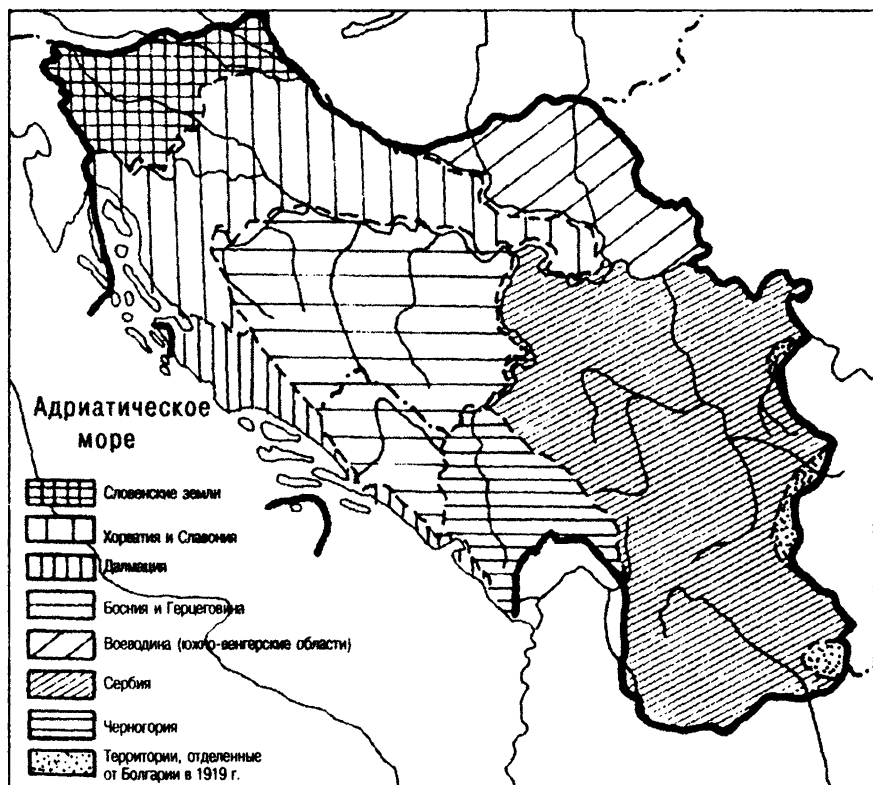 Адриатическое
море
Словенские земли
Хорватия и Славония
Далмация
Босния и Герцеговина
Воеводина (южно-венгерские области)
Сербия
Черногория
Территории, отделенные
от Болгарии в 1919 г.